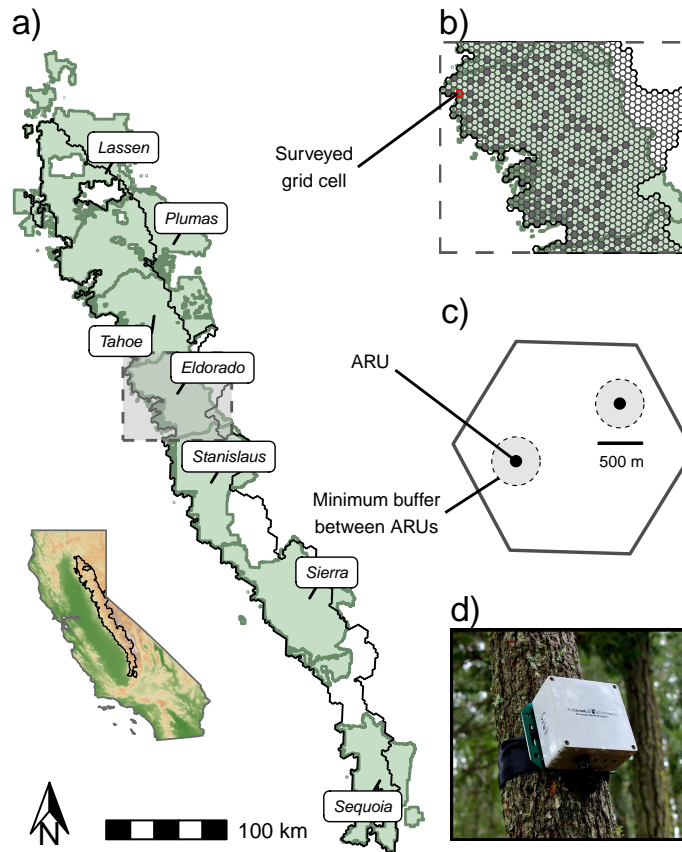 a)
Lassen
Plumas
Tahoe
Eldorado
Stanislaus
Sierra
Sequoia
N
100 km
b)
Surveyed
grid cell
c)
ARU
500 m
Minimum buffer
between ARUs
d)